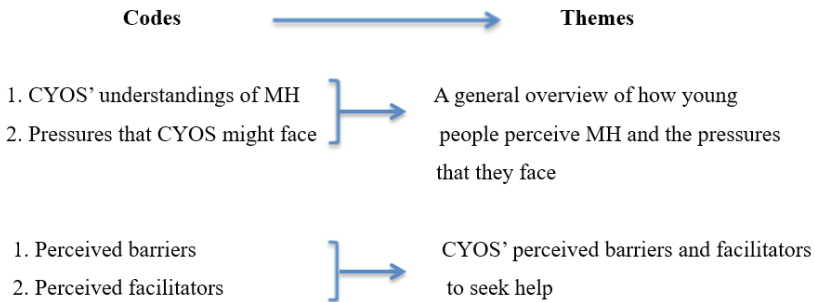 Codes Themes
1. CYOS’ understandings of MH
2. Pressures that CYOS might face
A general overview of how young
people perceive MH and the pressures
that they face
1. Perceived barriers
2. Perceived facilitators
CYOS’ perceived barriers and facilitators
to seek help